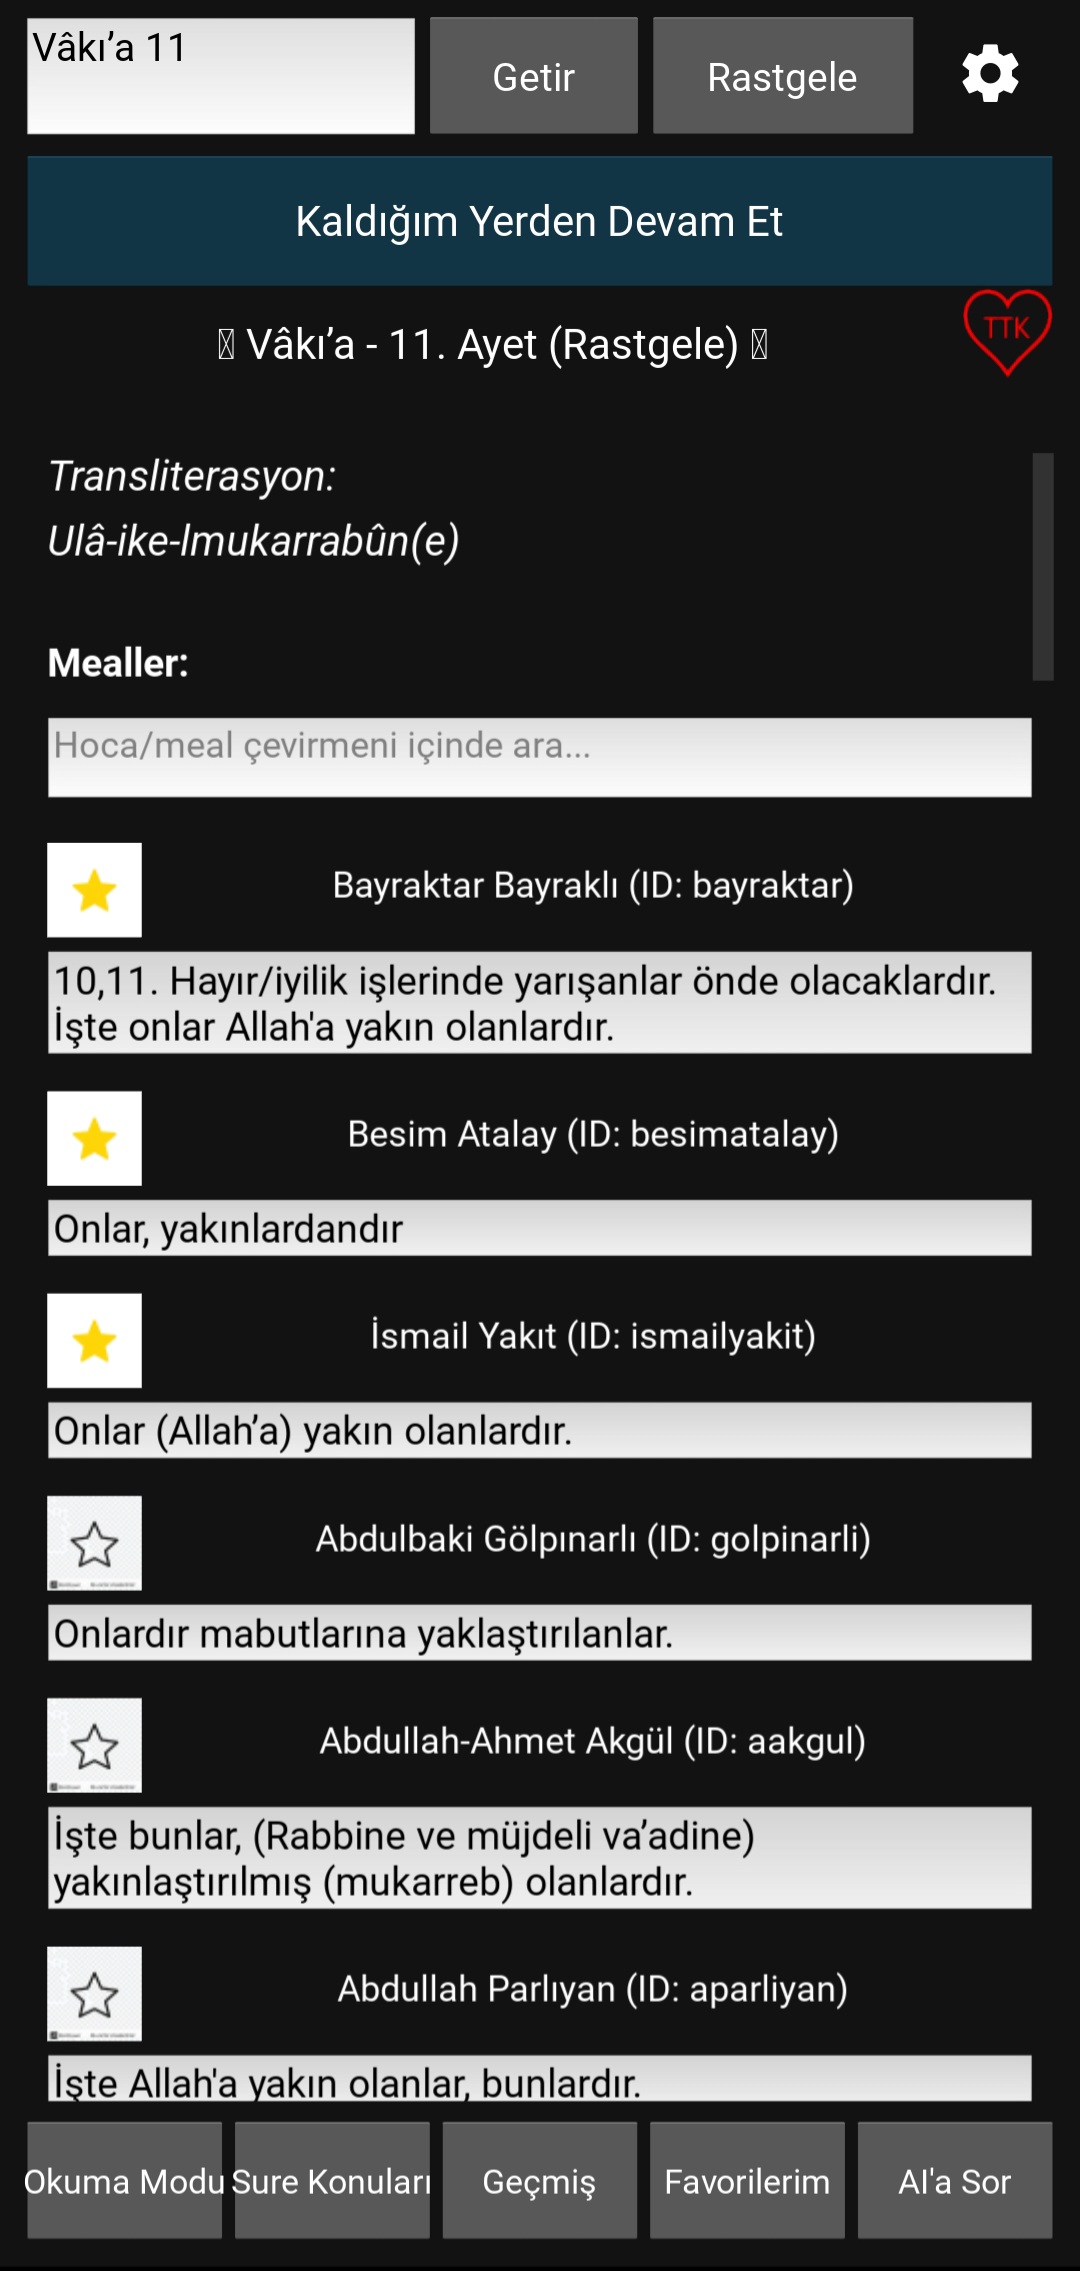 Vâkı’a 11
Getir
Rastgele
Kaldığım Yerden Devam Et
Vâkı’a - 11. Ayet (Rastgele)
TTK
Transliterasyon:
Ulâ-ike-lmukarrabûn(e)
Mealler:
Hoca/meal çevirmeni içinde ara...
Bayraktar Bayraklı (ID: bayraktar)
10,11. Hayır/iyilik işlerinde yarışanlar önde olacaklardır.
İşte onlar Allah'a yakın olanlardır.
Besim Atalay (ID: besimatalay)
Onlar, yakınlardandır
İsmail Yakıt (ID: ismailyakit)
Onlar (Allah’a) yakın olanlardır.
Abdulbaki Gölpınarlı (ID: golpinarli)
Onlardır mabutlarına yaklaştırılanlar.
Abdullah-Ahmet Akgül (ID: aakgul)
İşte bunlar, (Rabbine ve müjdeli va’adine)
yakınlaştırılmış (mukarreb) olanlardır.
Abdullah Parlıyan (ID: aparliyan)
İşte Allah'a yakın olanlar, bunlardır.
Okuma Modu
Sure Konuları
Geçmiş
Favorilerim
AI'a Sor